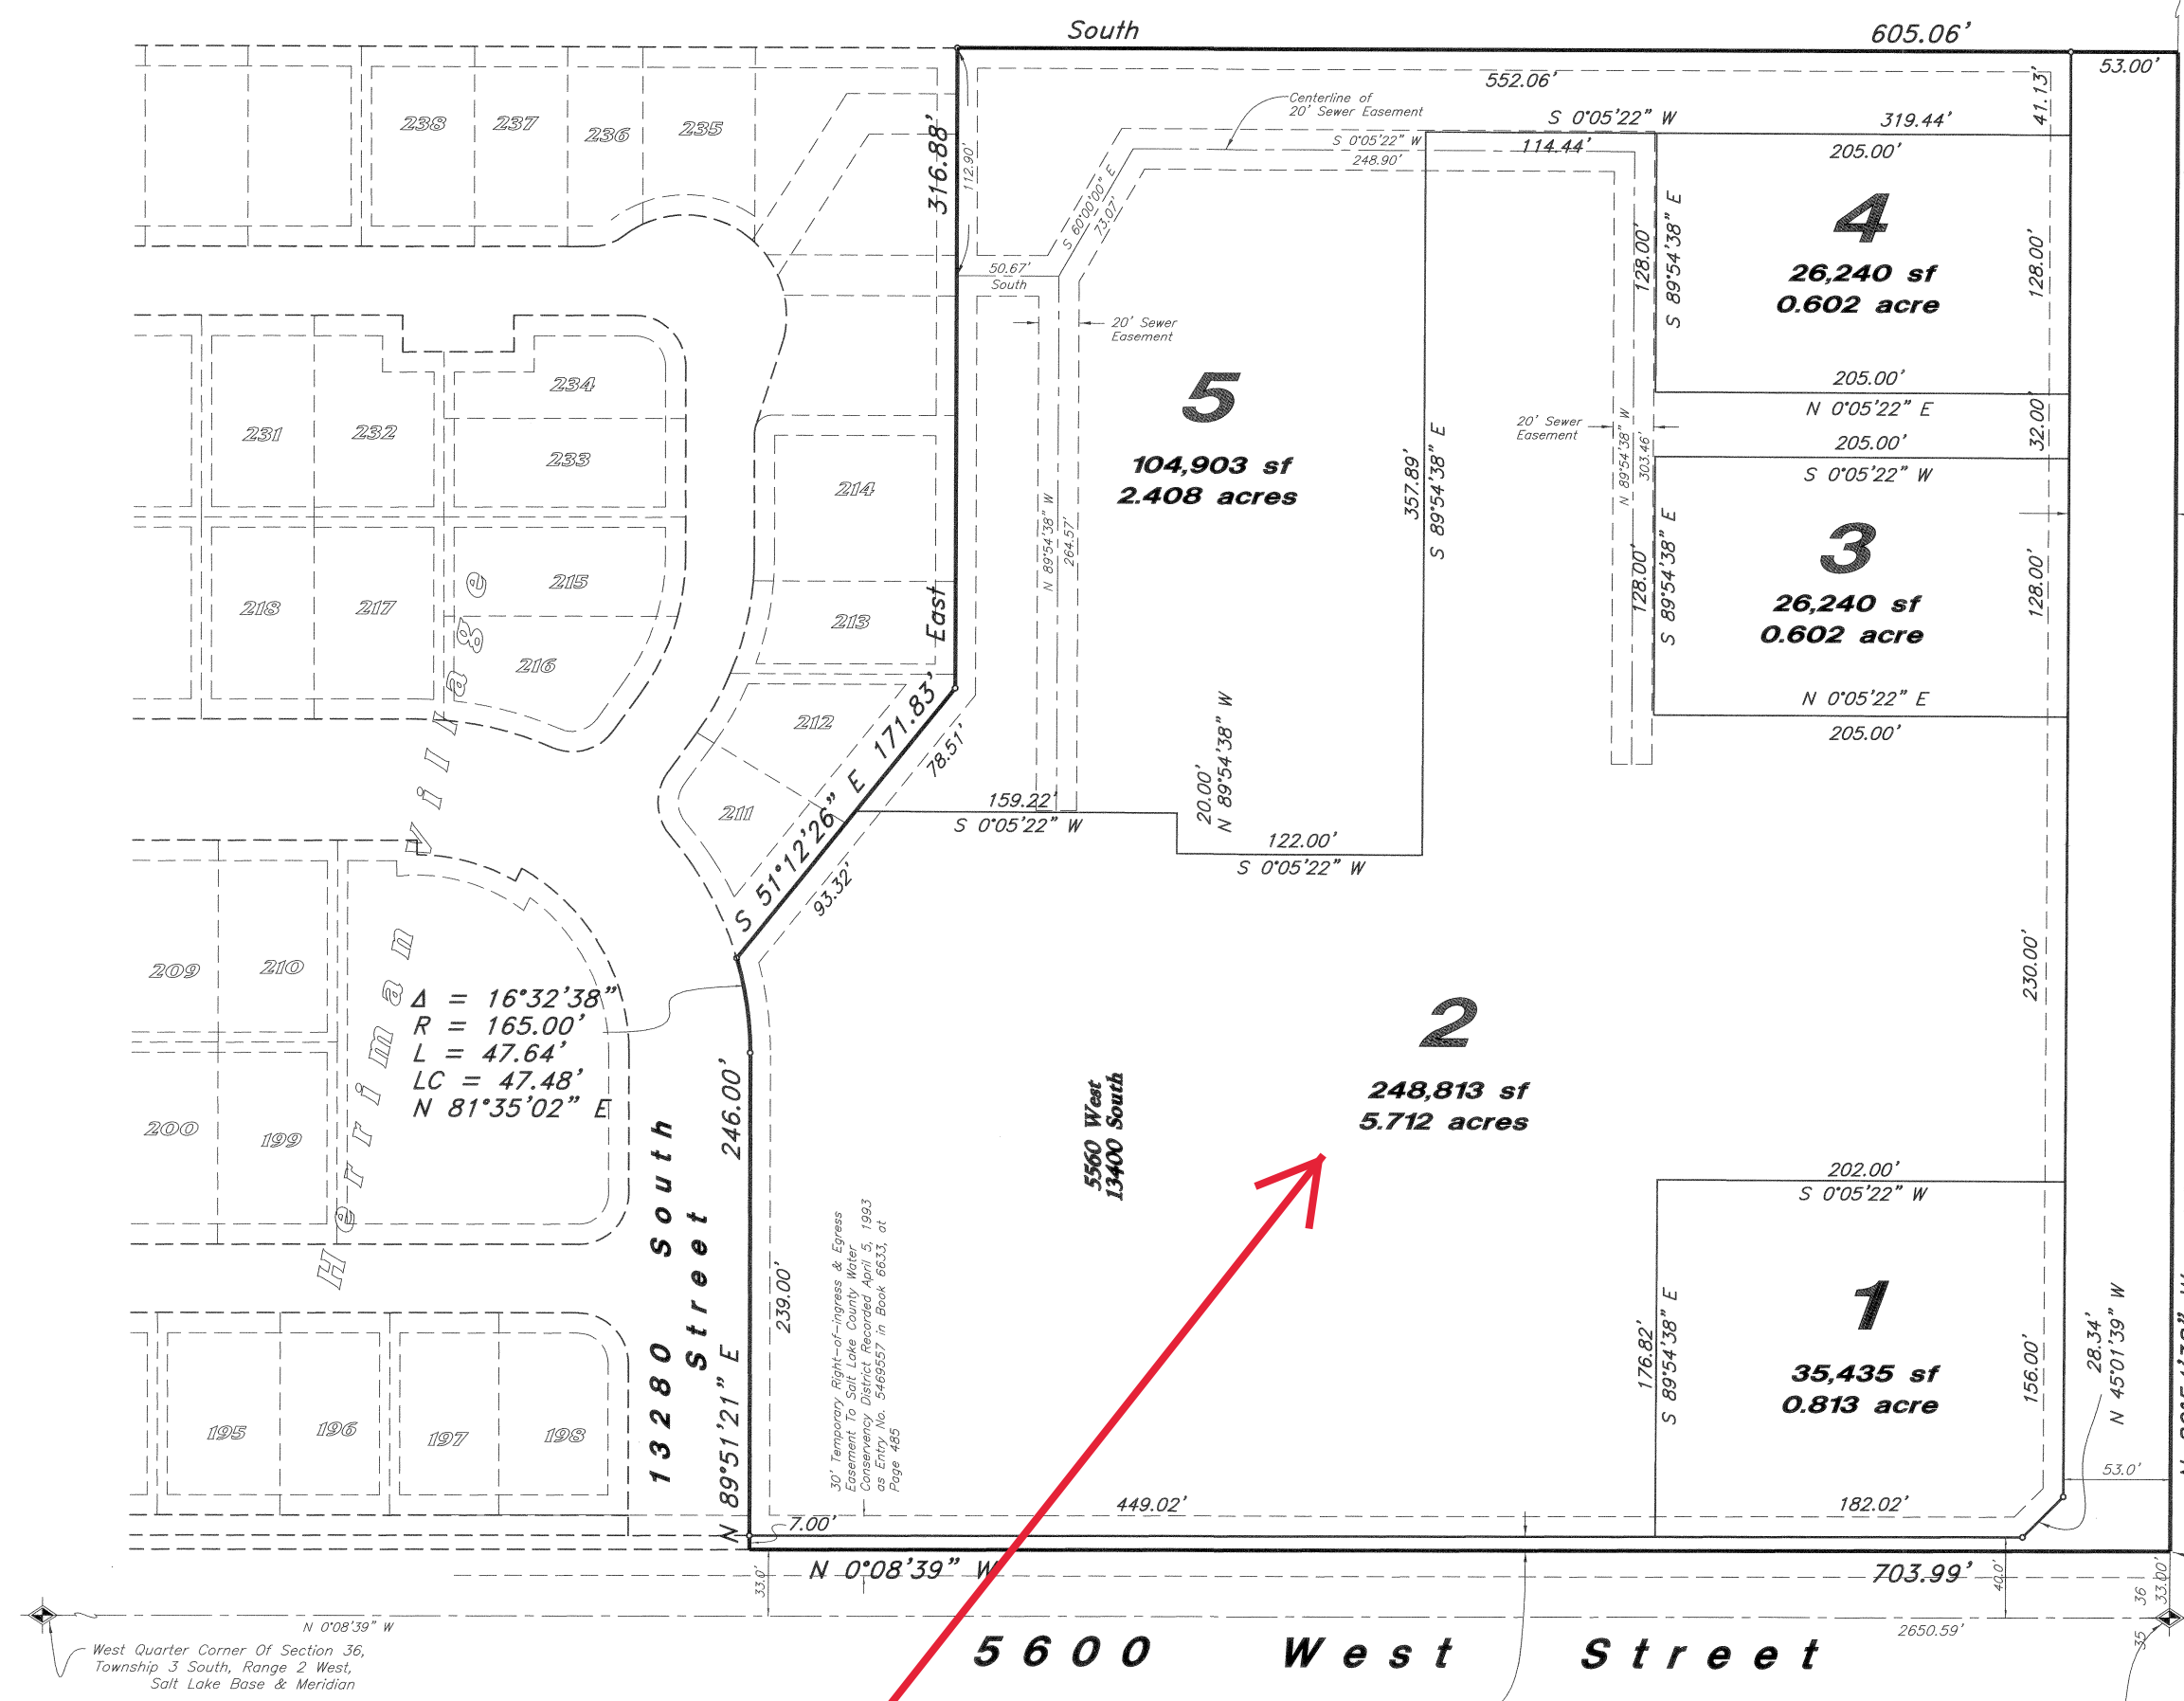 South
605.06'
53.00'
552.06'
41.13'
Centerline of
20' Sewer Easement
S 0°05'22" W
319.44'
S 0°05'22" W
248.90'
114.44'
205.00'
238
237
236
235
316.88'
112.90'
S 60°00'00" E
73.07'
50.67'
South
20' Sewer
Easement
128.00'
S 89°54'38" E
4
26,240 sf
0.602 acre
128.00'
205.00'
N 0°05'22" E
32.00'
205.00'
S 0°05'22" W
5
104,903 sf
2.408 acres
357.89'
S 89°54'38" E
20' Sewer
Easement
N 89°54'38" W
303.46'
234
231
232
233
214
N 89°54'38" W
264.57'
128.00'
S 89°54'38" E
3
26,240 sf
0.602 acre
128.00'
N 0°05'22" E
205.00'
218
217
215
216
213
East
212
211
S 51°12'26" E 171.83'
78.51'
93.32'
159.22'
S 0°05'22" W
20.00'
N 89°54'38" W
122.00'
S 0°05'22" W
Herriman Village
209
210
200
199
Δ = 16°32'38"
R = 165.00'
L = 47.64'
LC = 47.48'
N 81°35'02" E
230.00'
2
248,813 sf
5.712 acres
5560 West
13400 South
13280 South
Street
246.00'
N 89°51'21" E
239.00'
30' Temporary Right-of-ingress & Egress
Easement To Salt Lake County Water
Conservency District Recorded April 5, 1993
as Entry No. 5469557 in Book 6633, at
Page 485
202.00'
S 0°05'22" W
176.82'
S 89°54'38" E
1
35,435 sf
0.813 acre
156.00'
28.34'
N 45°01'39" W
53.0'
195
196
197
198
7.00'
449.02'
182.02'
N 0°08'39" W
703.99'
33.0'
40.0'
36
35
33.00'
N 0°08'39" W
2650.59'
West Quarter Corner Of Section 36,
Township 3 South, Range 2 West,
Salt Lake Base & Meridian
5600 West Street